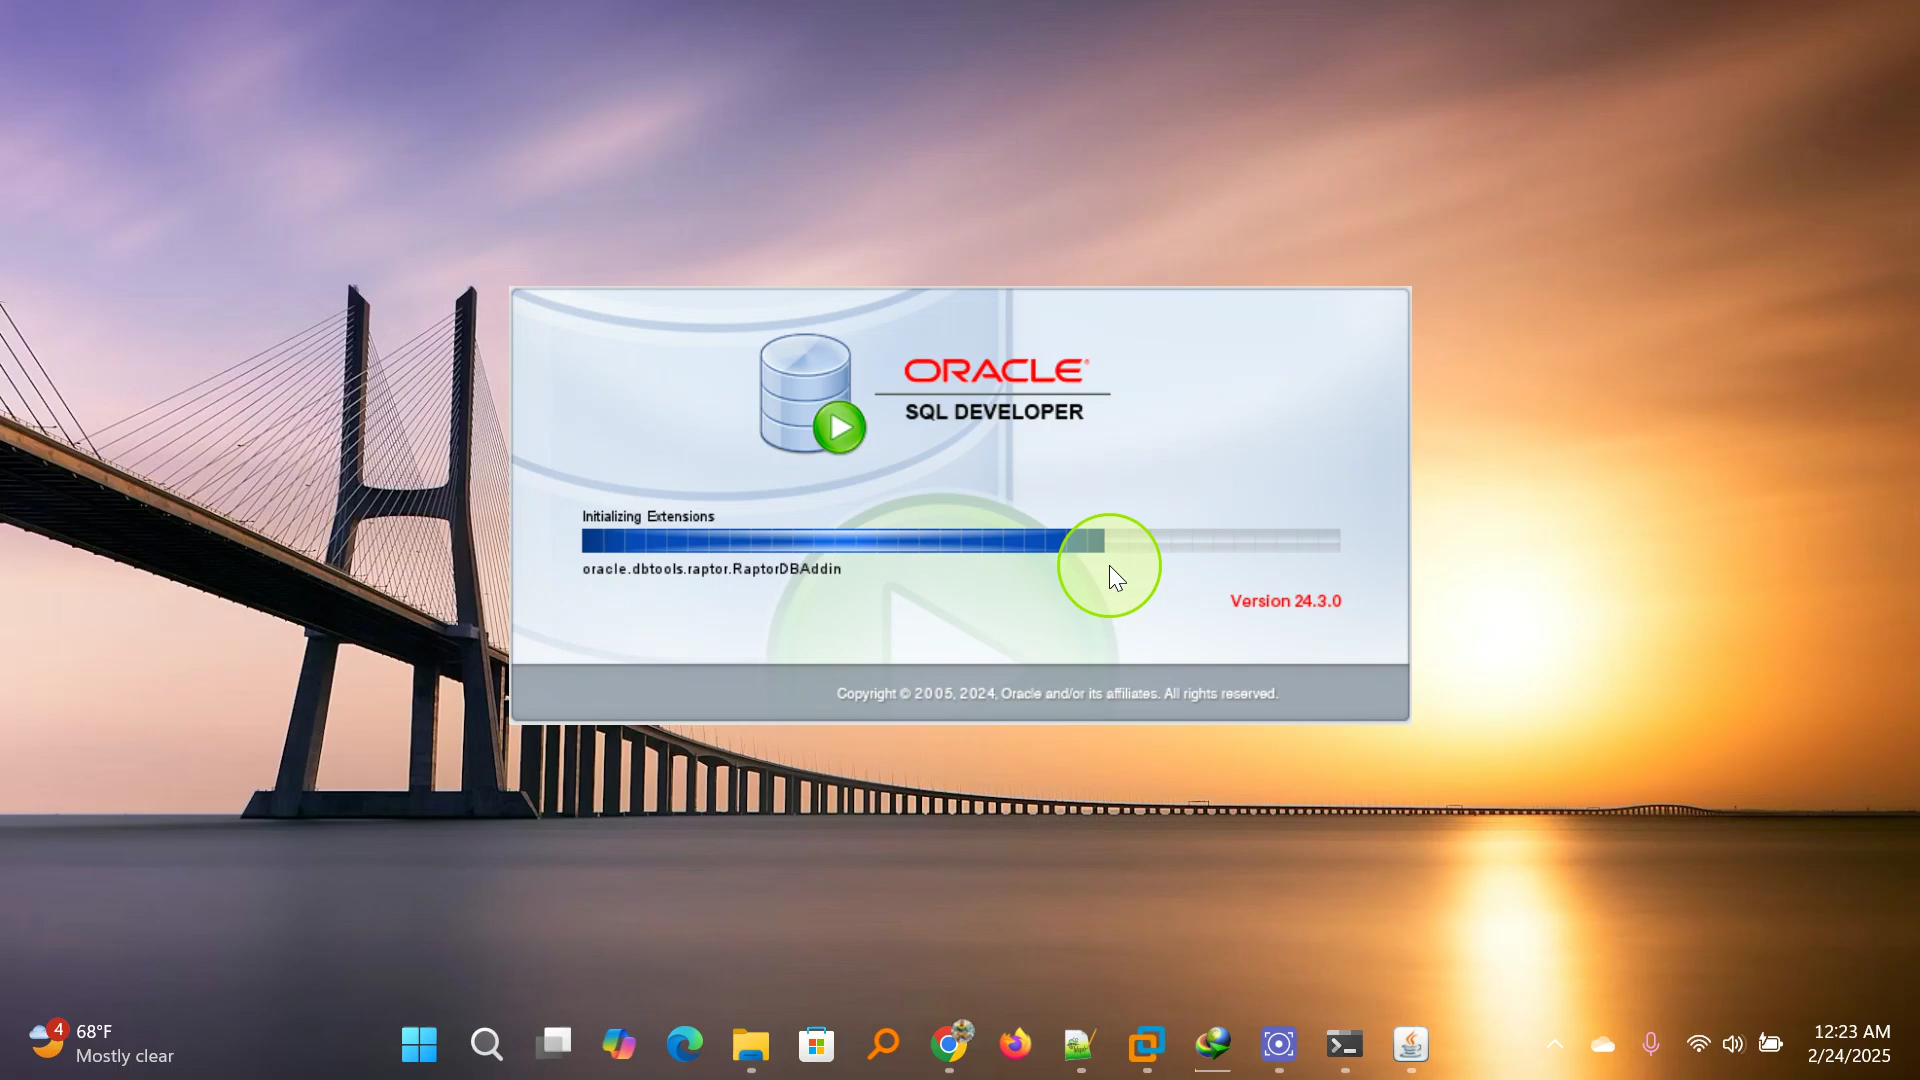 ORACLE
SQL DEVELOPER
Initializing Extensions
oracle.dbtools.raptor.RaptorDBAddin
Version 24.3.0
Copyright © 2005, 2024, Oracle and/or its affiliates. All rights reserved.
4
68°F
Mostly clear
12:23 AM
2/24/2025